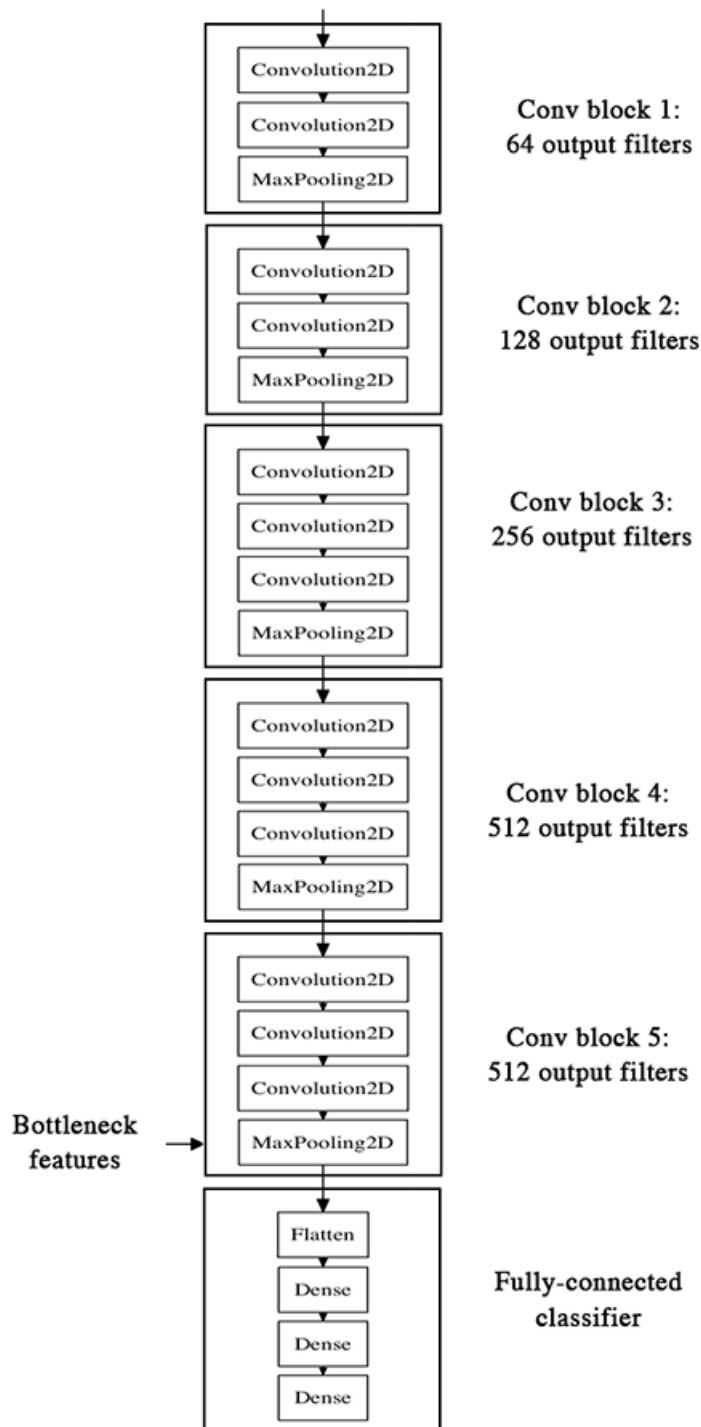 Convolution2D
Convolution2D
MaxPooling2D
Conv block 1:
64 output filters
Convolution2D
Convolution2D
MaxPooling2D
Conv block 2:
128 output filters
Convolution2D
Convolution2D
Convolution2D
MaxPooling2D
Conv block 3:
256 output filters
Convolution2D
Convolution2D
Convolution2D
MaxPooling2D
Conv block 4:
512 output filters
Convolution2D
Convolution2D
Convolution2D
MaxPooling2D
Conv block 5:
512 output filters
Bottleneck
features
Flatten
Dense
Dense
Dense
Fully-connected
classifier